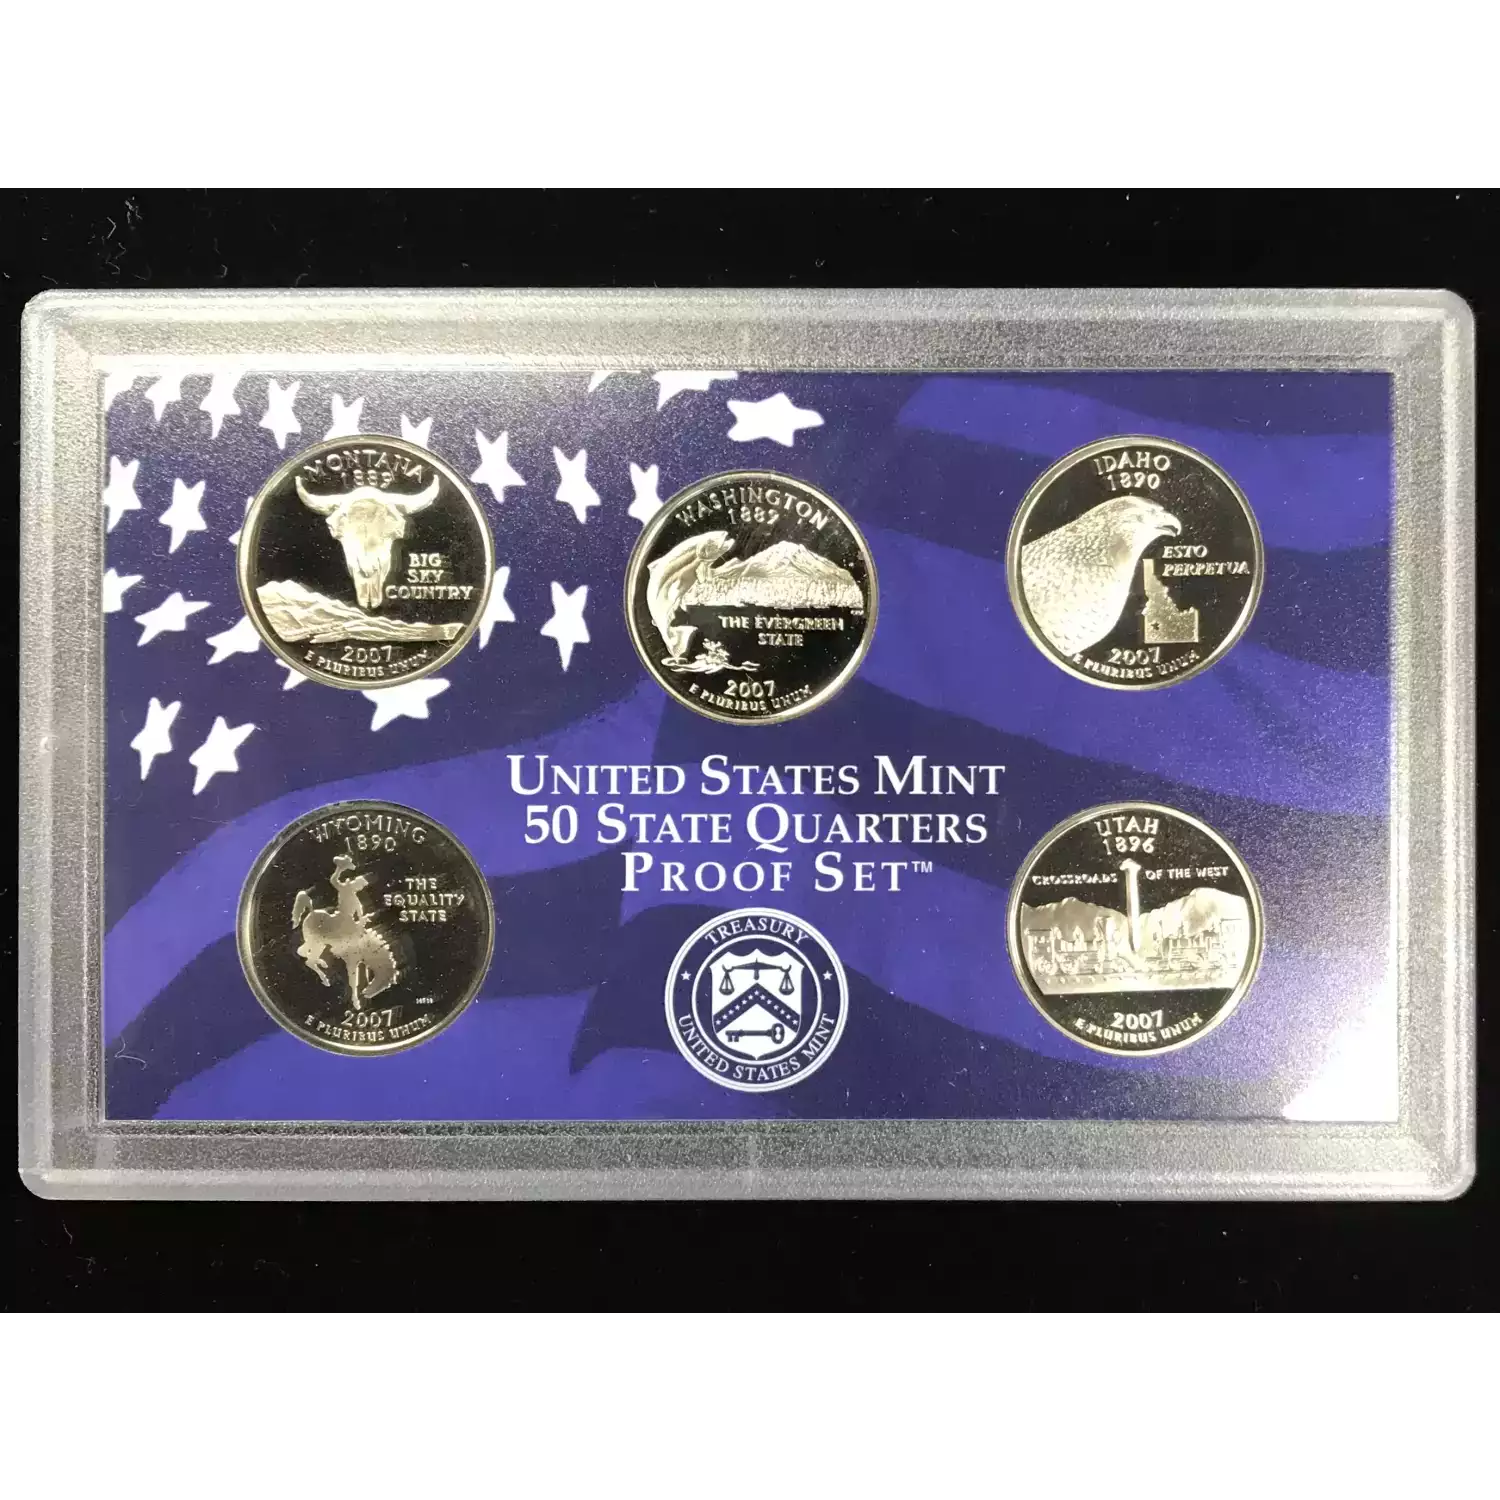 MONTANA
1889
BIG
SKY
COUNTRY
2007
E PLURIBUS UNUM
WASHINGTON
1889
THE EVERGREEN
STATE
2007
E PLURIBUS UNUM
IDAHO
1890
ESTO
PERPETUA
2007
E PLURIBUS UNUM
UNITED STATES MINT
50 STATE QUARTERS
PROOF SET™
WYOMING
1890
THE
EQUALITY
STATE
2007
E PLURIBUS UNUM
TREASURY
UNITED STATES MINT
UTAH
1896
CROSSROADS OF THE WEST
2007
E PLURIBUS UNUM